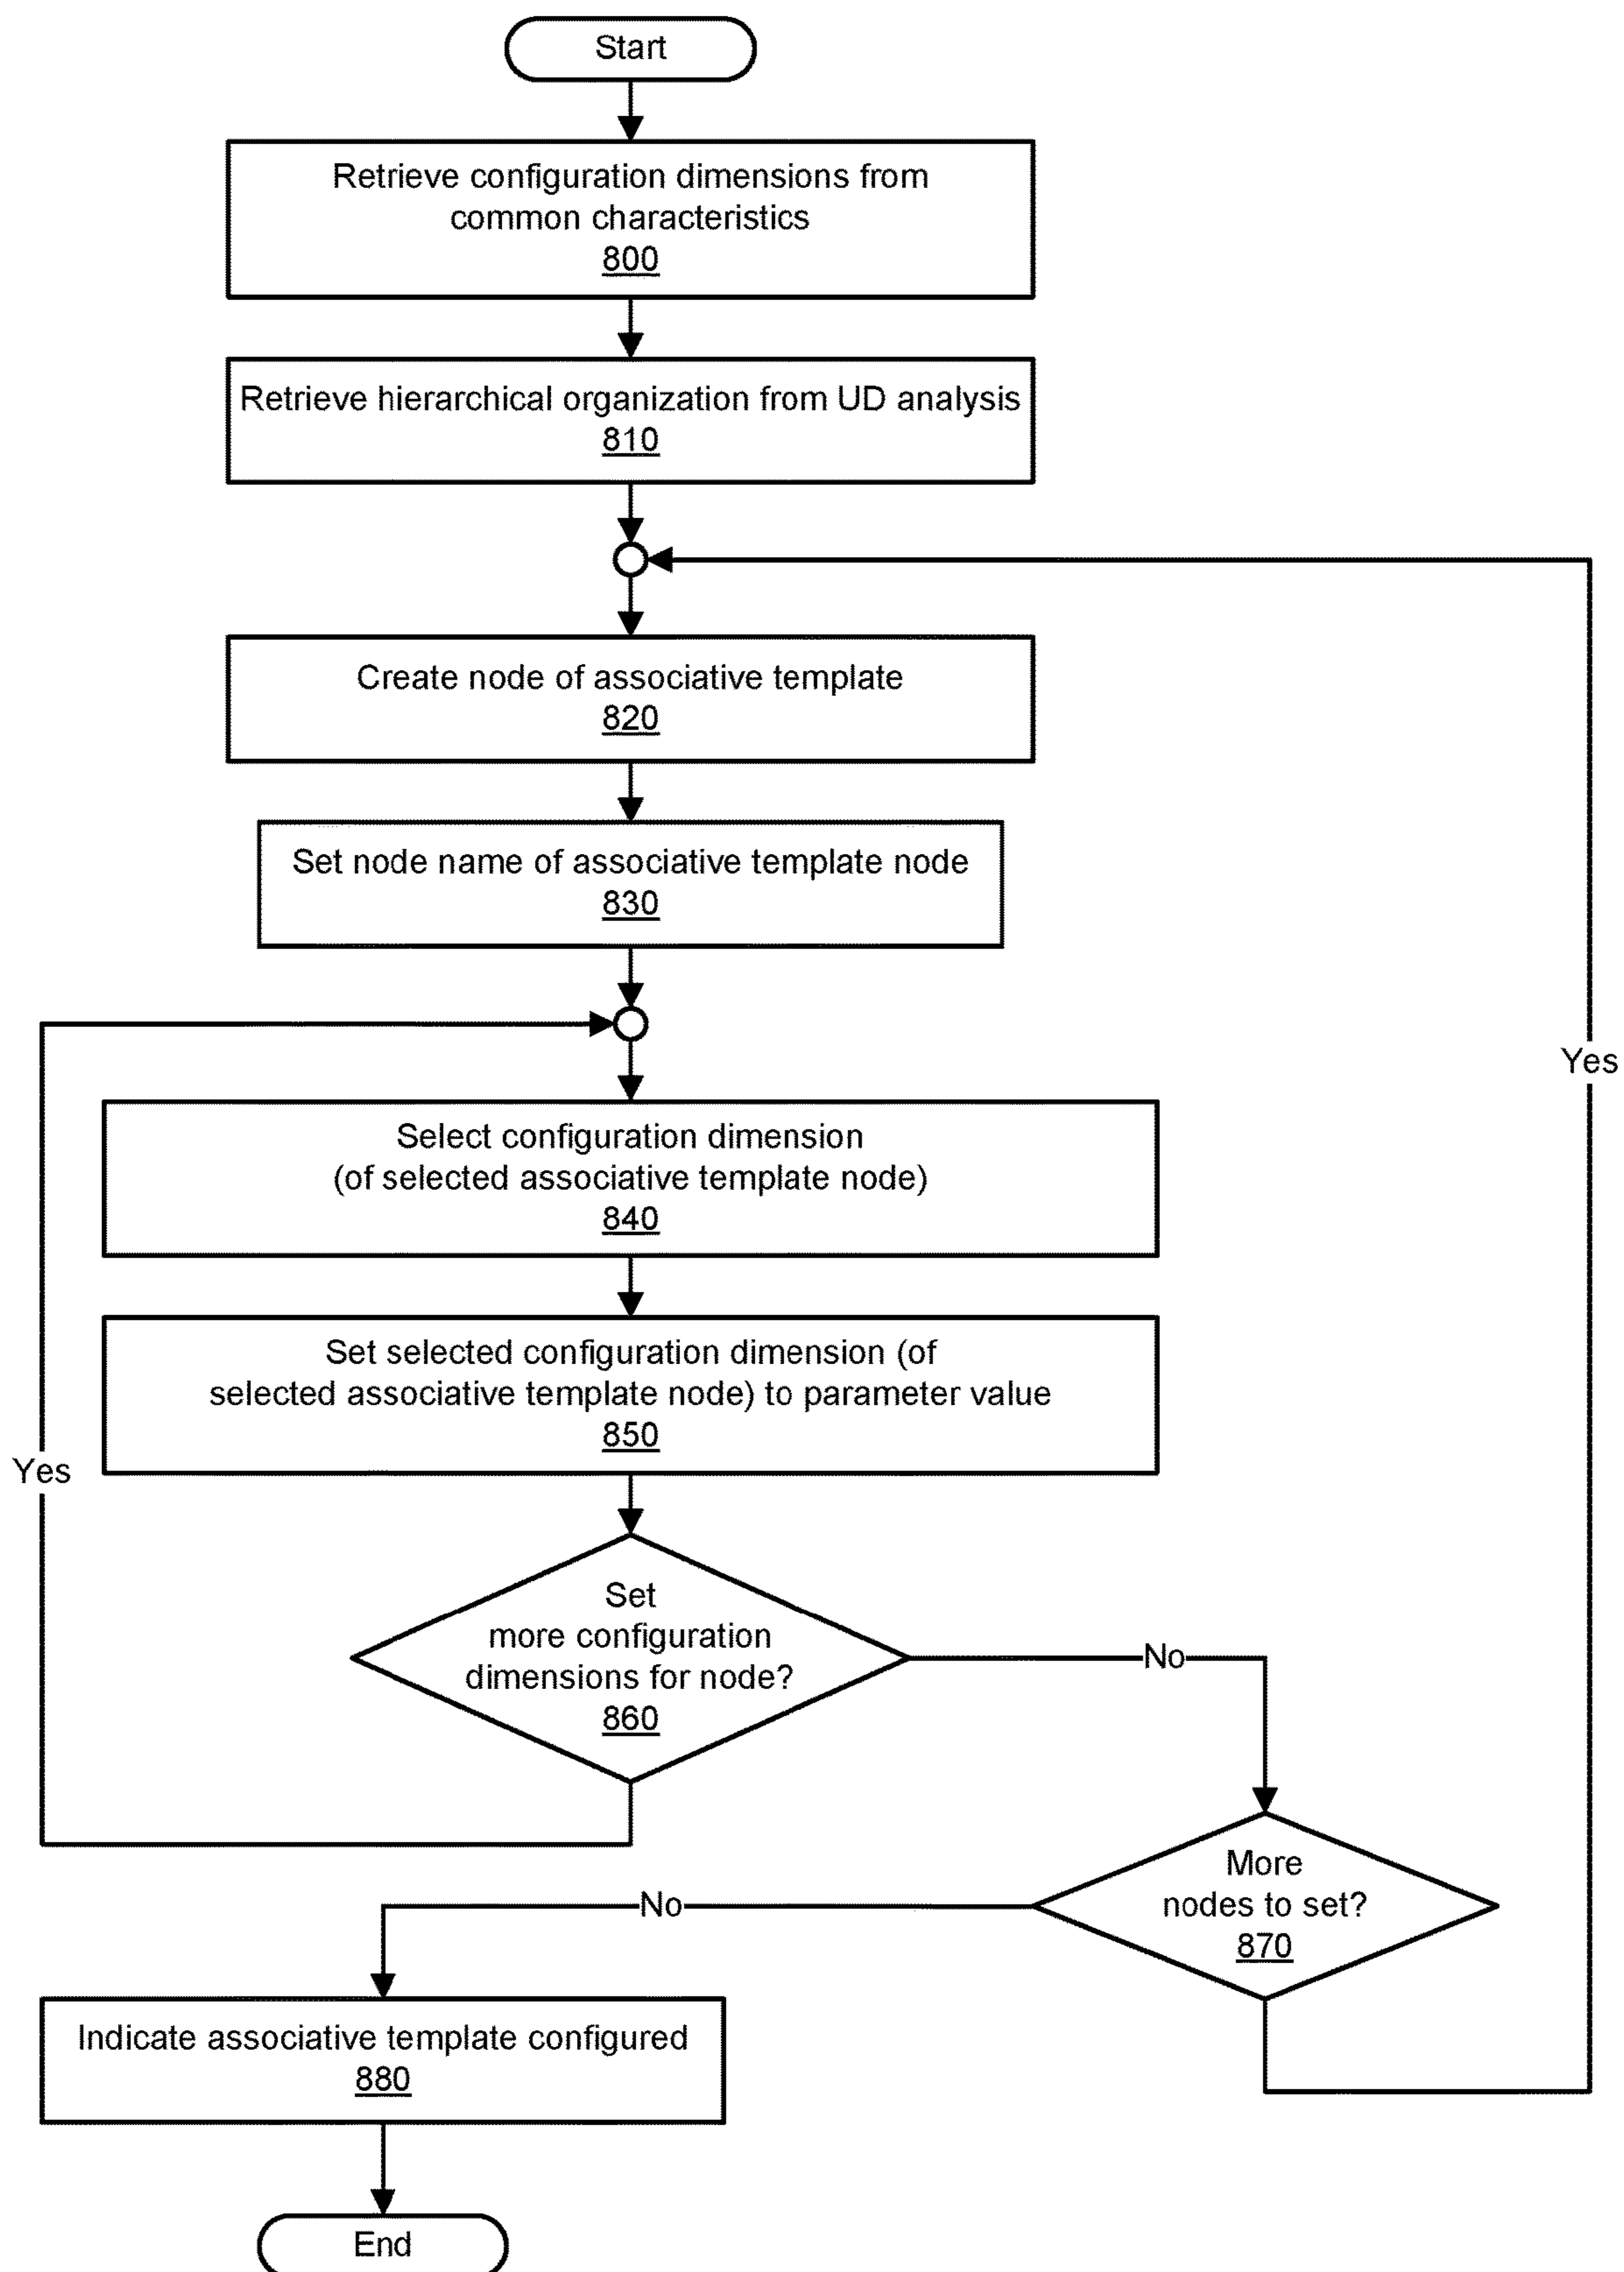 Start
Retrieve configuration dimensions from
common characteristics
800
Retrieve hierarchical organization from UD analysis
810
Create node of associative template
820
Set node name of associative template node
830
Yes
Select configuration dimension
(of selected associative template node)
840
Set selected configuration dimension (of
selected associative template node) to parameter value
850
Yes
Set
more configuration
dimensions for node?
860
No
More
nodes to set?
870
No
Indicate associative template configured
880
End